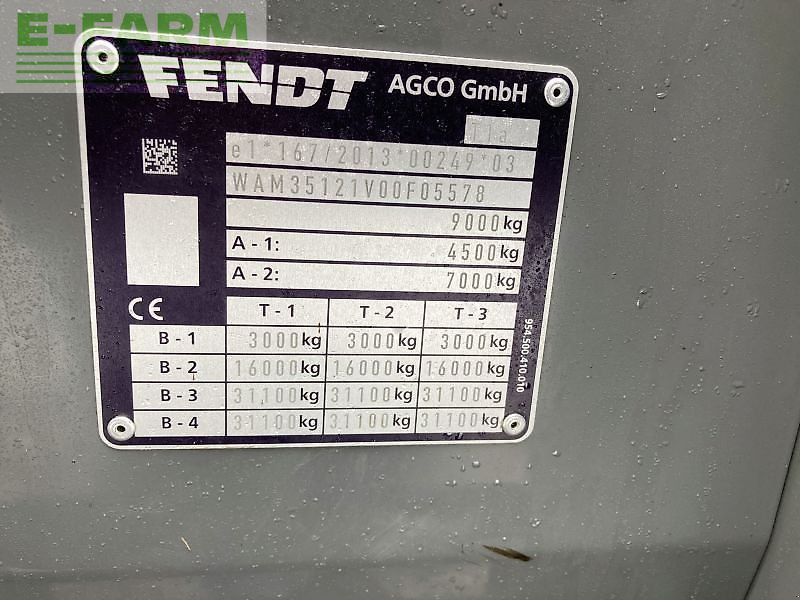 E-FARM
FENDT AGCO GmbH
T1a
e1*167/2013*00249*03
WAM35121V00F05578
9000kg
A - 1: 4500kg
A - 2: 7000kg
CE T - 1 T - 2 T - 3
B - 1 3000kg 3000kg 3000kg
B - 2 16000kg 16000kg 16000kg
B - 3 31100kg 31100kg 31100kg
B - 4 31100kg 31100kg 31100kg
954.500.410.010